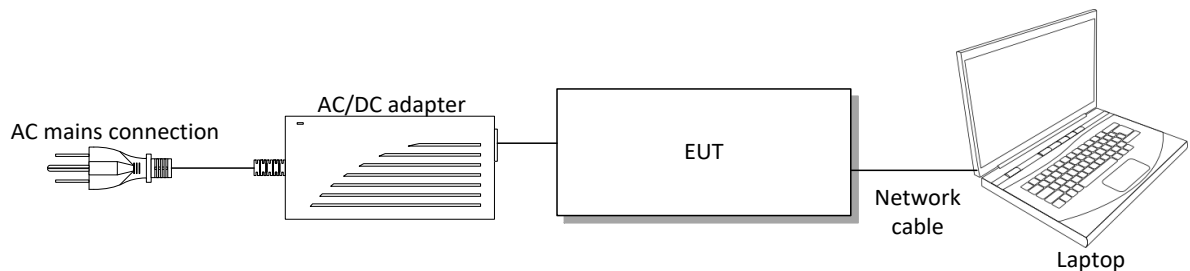 AC mains connection
AC/DC adapter
EUT
Network
cable
Laptop